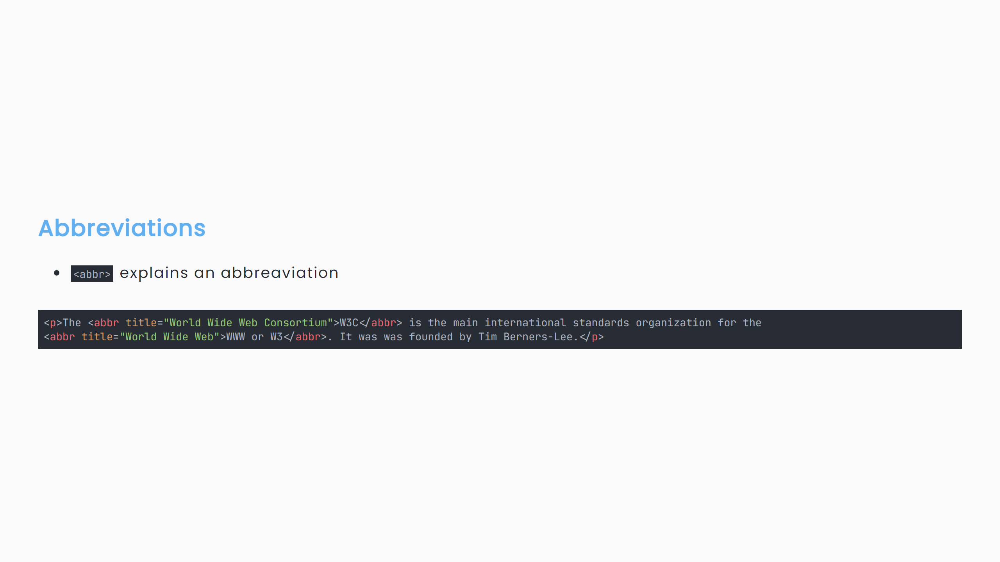 Abbreviations
• <abbr> explains an abbreaviation
<p>The <abbr title="World Wide Web Consortium">W3C</abbr> is the main international standards organization for the
<abbr title="World Wide Web">WWW or W3</abbr>. It was was founded by Tim Berners-Lee.</p>